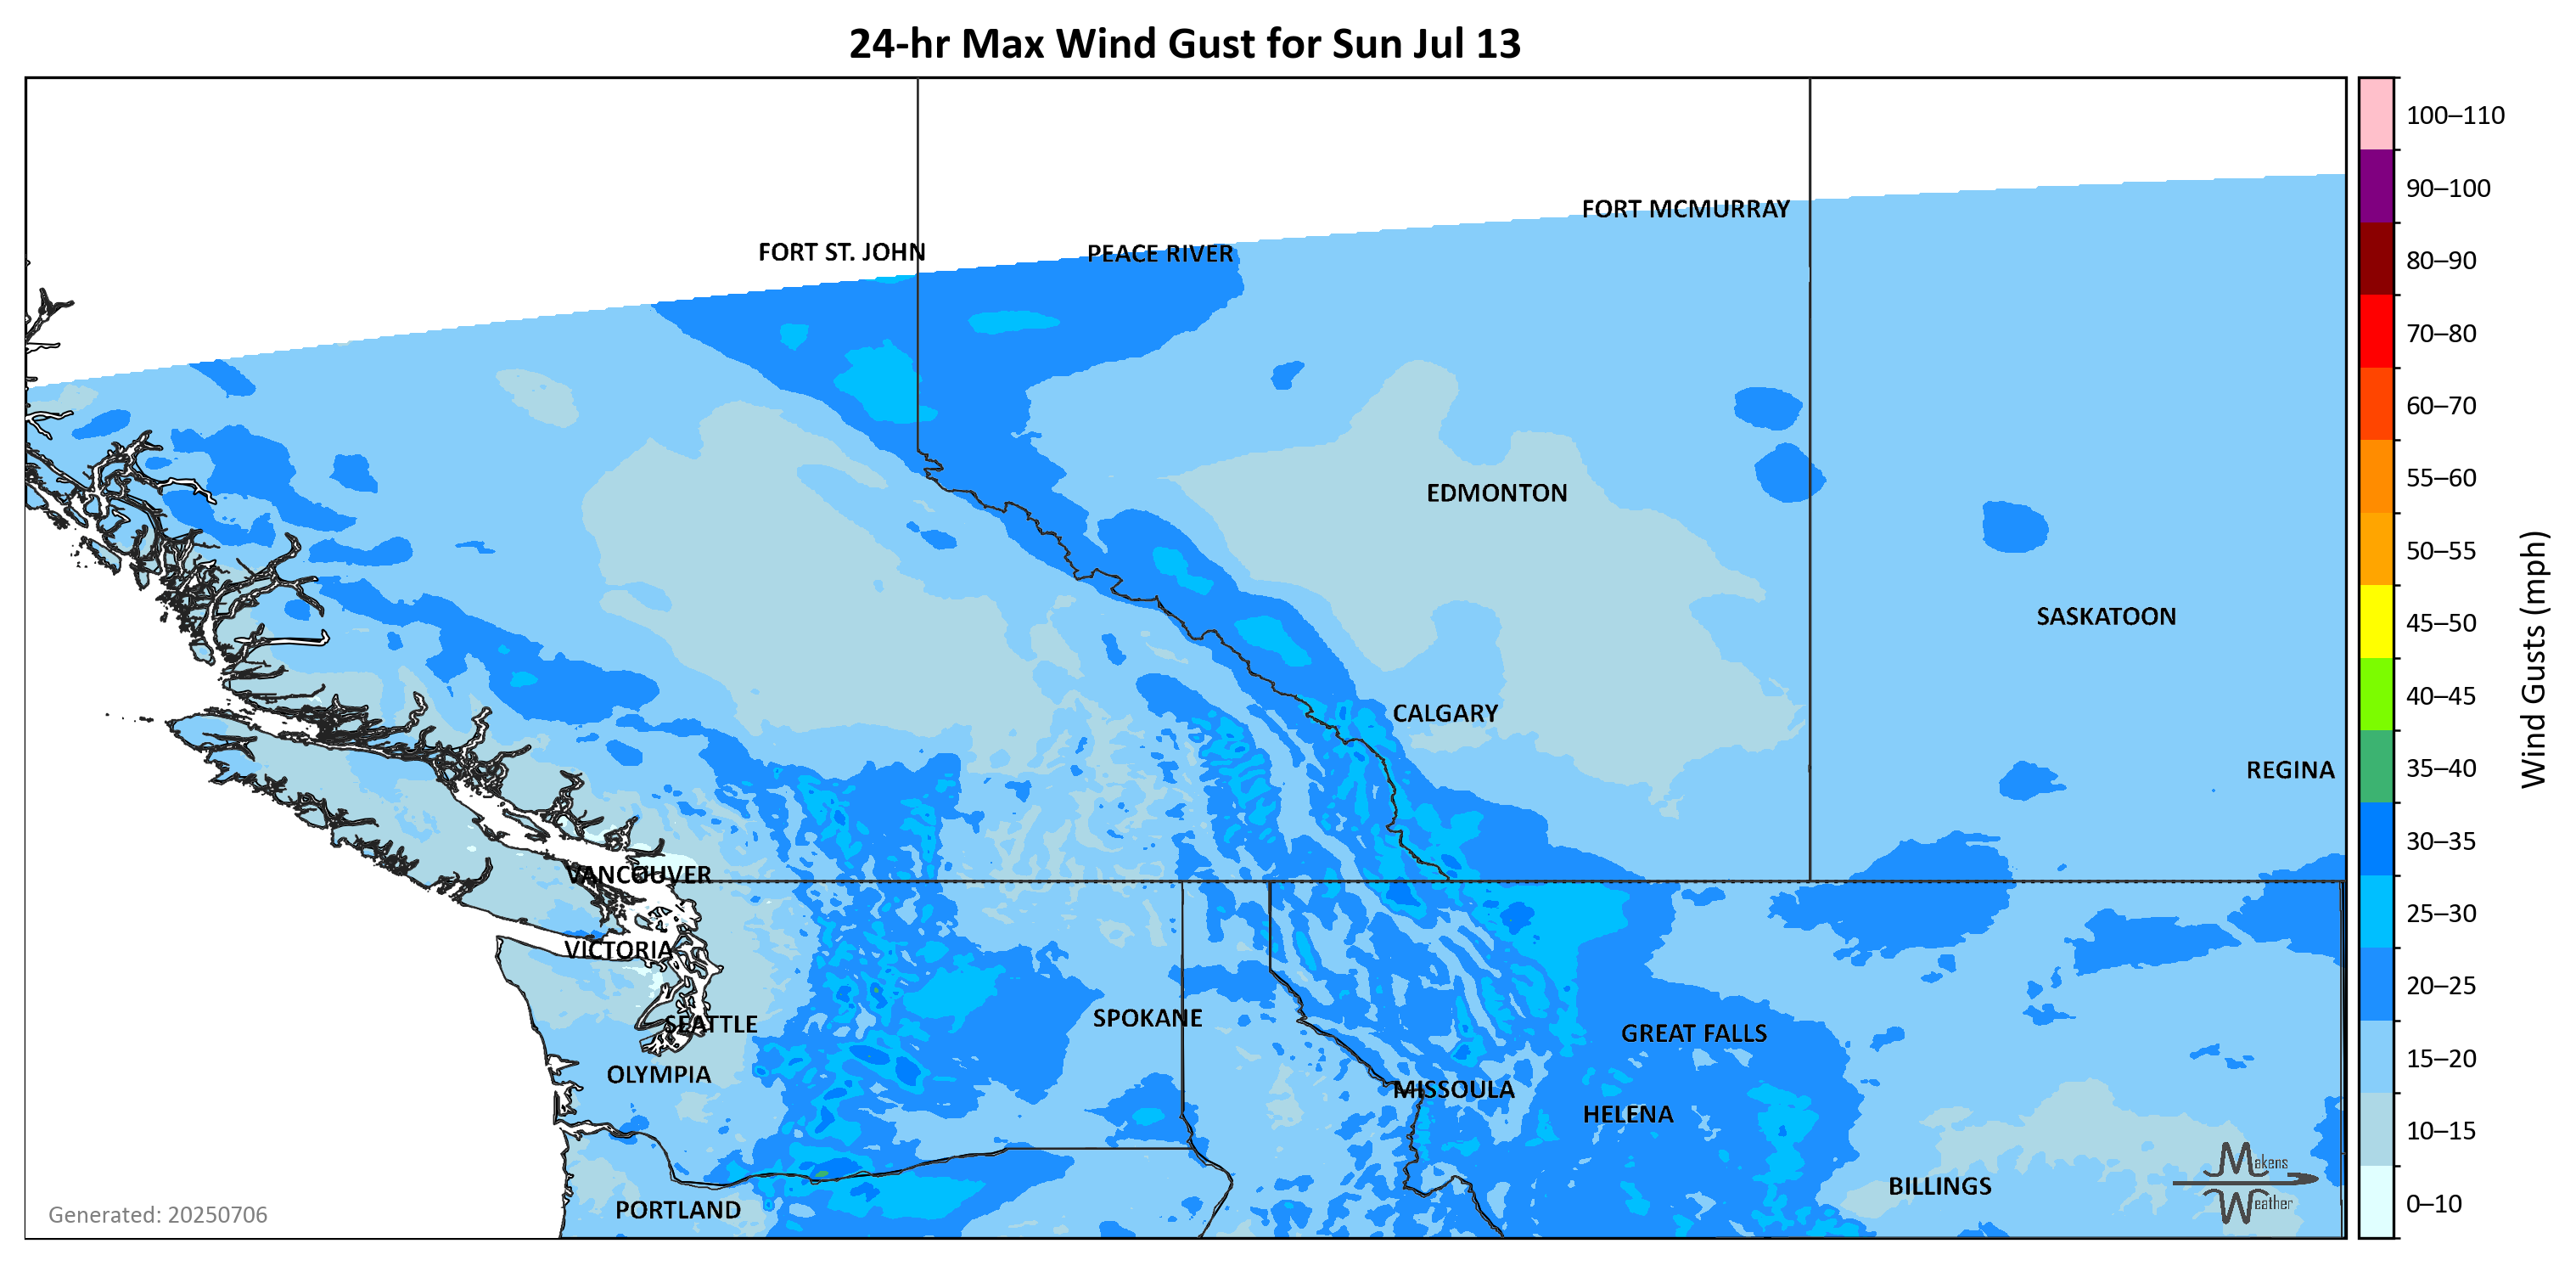 24-hr Max Wind Gust for Sun Jul 13
100–110
FORT MCMURRAY
90–100
FORT ST. JOHN
PEACE RIVER
80–90
70–80
60–70
55–60
EDMONTON
50–55
45–50
SASKATOON
Wind Gusts (mph)
40–45
CALGARY
35–40
REGINA
30–35
VANCOUVER
25–30
VICTORIA
20–25
SPOKANE
SEATTLE
GREAT FALLS
15–20
OLYMPIA
MISSOULA
HELENA
10–15
Makens
Weather
BILLINGS
0–10
PORTLAND
Generated: 20250706